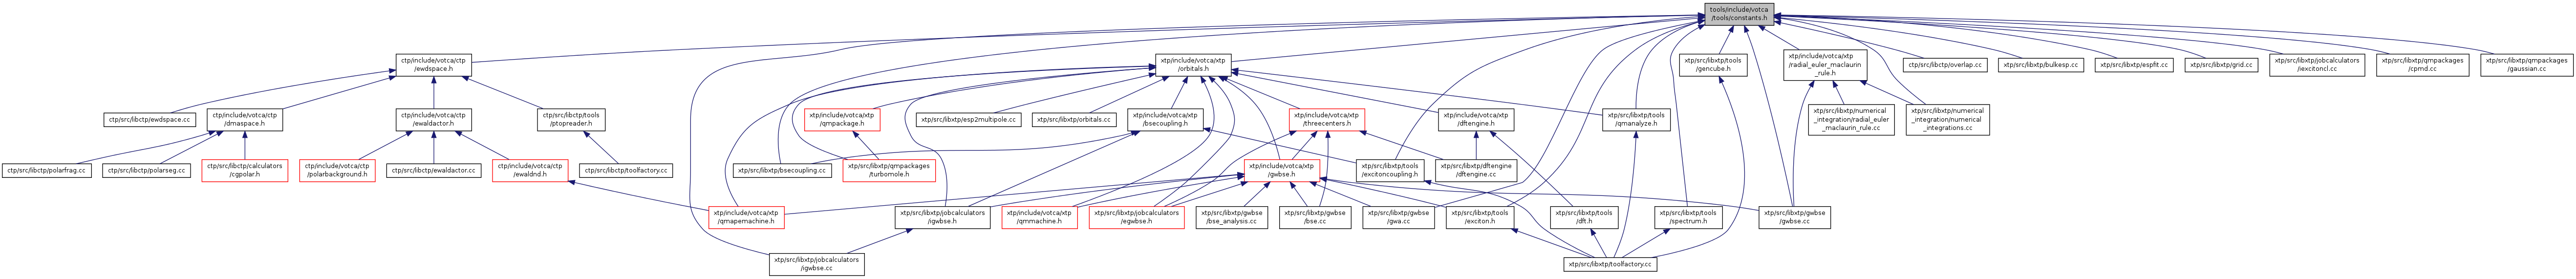 tools/include/votca
/tools/constants.h
ctp/include/votca/ctp
/ewdspace.h
xtp/include/votca/xtp
/orbitals.h
xtp/src/libxtp/tools
/gencube.h
xtp/include/votca/xtp
/radial_euler_maclaurin
_rule.h
ctp/src/libctp/overlap.cc
xtp/src/libxtp/bulkesp.cc
xtp/src/libxtp/espfit.cc
xtp/src/libxtp/grid.cc
xtp/src/libxtp/jobcalculators
/iexcitoncl.cc
xtp/src/libxtp/qmpackages
/cpmd.cc
xtp/src/libxtp/qmpackages
/gaussian.cc
ctp/src/libctp/ewdspace.cc
ctp/include/votca/ctp
/dmaspace.h
ctp/include/votca/ctp
/ewaldactor.h
ctp/src/libctp/tools
/ptopreader.h
xtp/include/votca/xtp
/qmpackage.h
xtp/src/libxtp/esp2multipole.cc
xtp/src/libxtp/orbitals.cc
xtp/include/votca/xtp
/bsecoupling.h
xtp/include/votca/xtp
/threecenters.h
xtp/include/votca/xtp
/dftengine.h
xtp/src/libxtp/tools
/qmanalyze.h
xtp/src/libxtp/numerical
_integration/radial_euler
_maclaurin_rule.cc
xtp/src/libxtp/numerical
_integration/numerical
_integrations.cc
ctp/src/libctp/polarfrag.cc
ctp/src/libctp/polarseg.cc
ctp/src/libctp/calculators
/cgpolar.h
ctp/include/votca/ctp
/polarbackground.h
ctp/src/libctp/ewaldactor.cc
ctp/include/votca/ctp
/ewaldnd.h
ctp/src/libctp/toolfactory.cc
xtp/src/libxtp/bsecoupling.cc
xtp/src/libxtp/qmpackages
/turbomole.h
xtp/include/votca/xtp
/gwbse.h
xtp/src/libxtp/tools
/excitoncoupling.h
xtp/src/libxtp/dftengine
/dftengine.cc
xtp/include/votca/xtp
/qmapemachine.h
xtp/src/libxtp/jobcalculators
/igwbse.h
xtp/include/votca/xtp
/qmmachine.h
xtp/src/libxtp/jobcalculators
/egwbse.h
xtp/src/libxtp/gwbse
/bse_analysis.cc
xtp/src/libxtp/gwbse
/bse.cc
xtp/src/libxtp/gwbse
/gwa.cc
xtp/src/libxtp/tools
/exciton.h
xtp/src/libxtp/tools
/dft.h
xtp/src/libxtp/tools
/spectrum.h
xtp/src/libxtp/gwbse
/gwbse.cc
xtp/src/libxtp/jobcalculators
/igwbse.cc
xtp/src/libxtp/toolfactory.cc